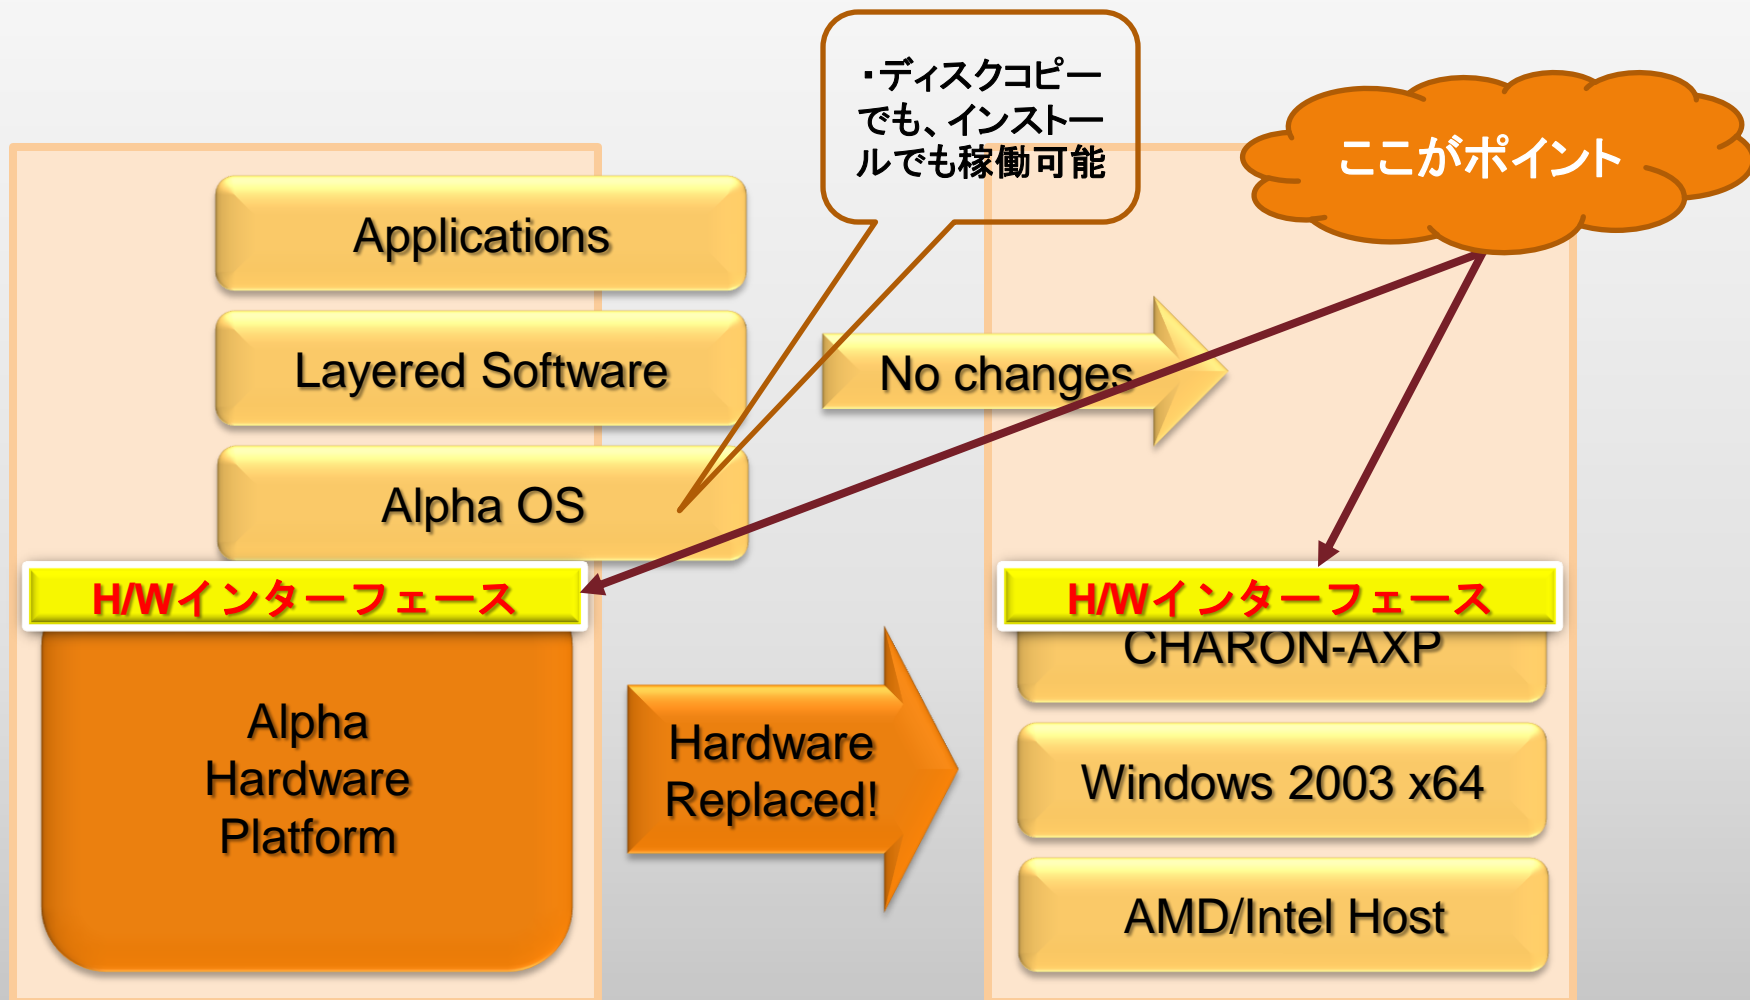 ・ディスクコピー
でも、インストー
ルでも稼働可能
ここがポイント
Applications
Layered Software
No changes
Alpha OS
H/Wインターフェース
H/Wインターフェース
Alpha
Hardware
Platform
Hardware
Replaced!
CHARON-AXP
Windows 2003 x64
AMD/Intel Host